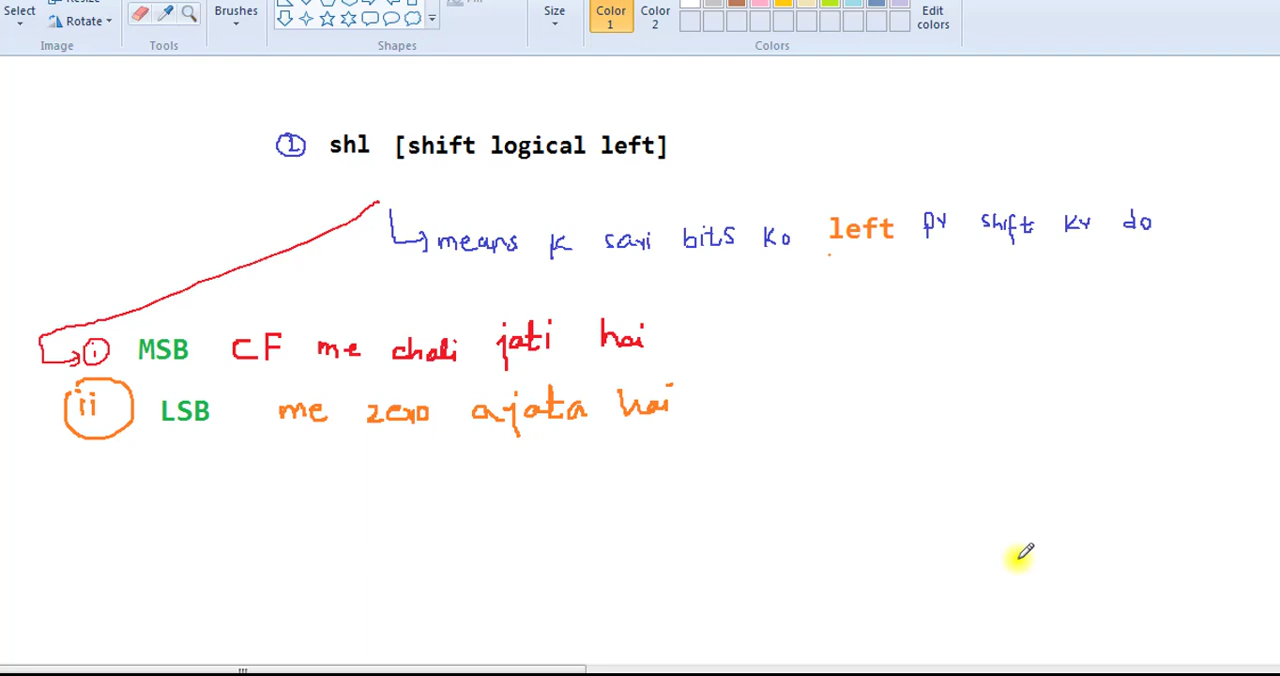 Select
Resize
Rotate
Image
Tools
Brushes
Shapes
Fill
Size
Color 1
Color 2
Colors
Edit colors
① shl [shift logical left]
means k sari bits ko left pr shift kr do
i MSB CF me chali jati hai
ii LSB me zero ajata hai